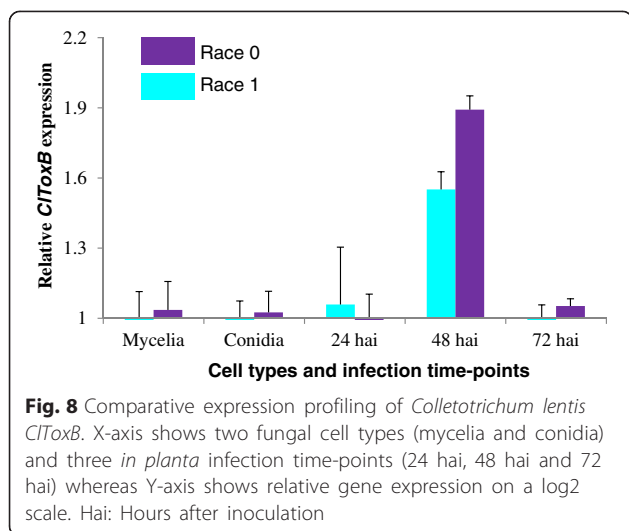 2.2
1.9
1.6
1.3
1
Relative ClToxB expression
Race 0
Race 1
Mycelia Conidia 24 hai 48 hai 72 hai
Cell types and infection time-points
Fig. 8 Comparative expression profiling of Colletotrichum lentis
ClToxB. X-axis shows two fungal cell types (mycelia and conidia)
and three in planta infection time-points (24 hai, 48 hai and 72
hai) whereas Y-axis shows relative gene expression on a log2
scale. Hai: Hours after inoculation